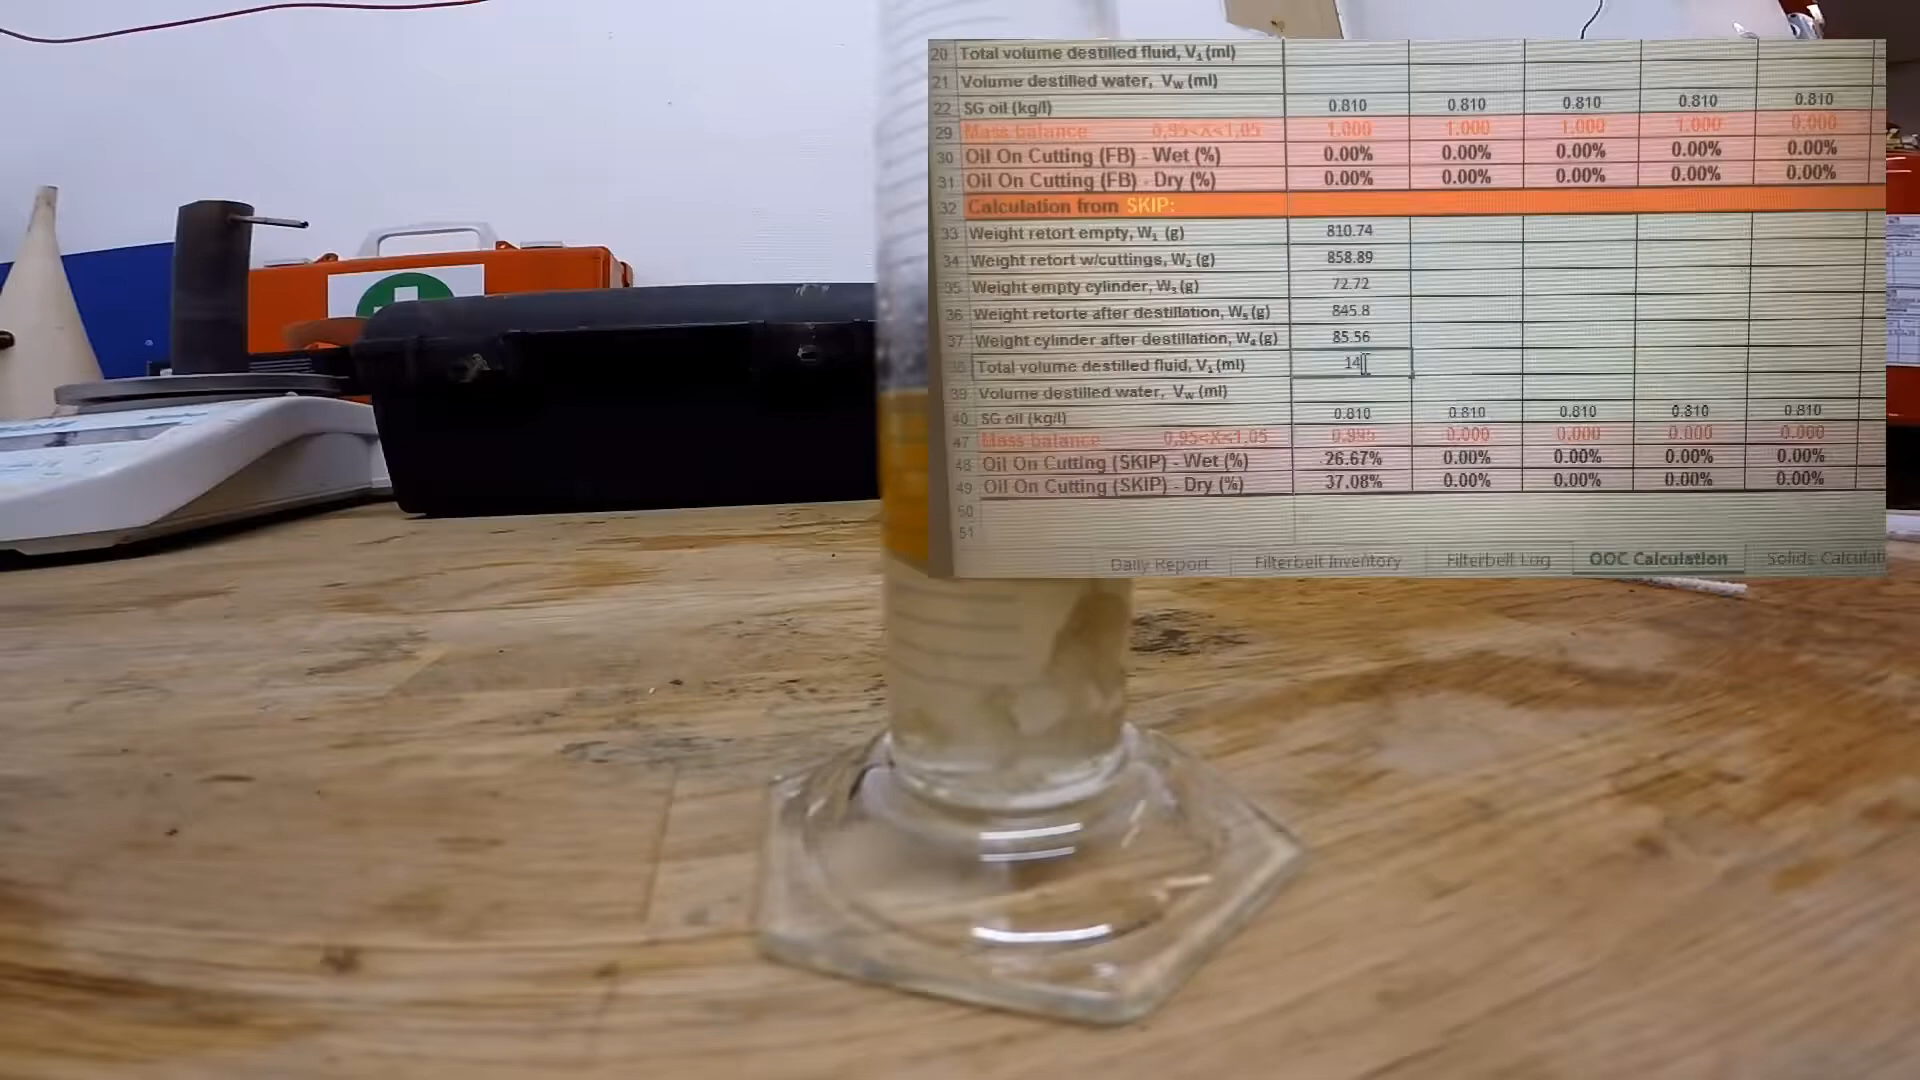 20 Total volume destilled fluid, V₁ (ml)
21 Volume destilled water, Vw (ml)
22 SG oil (kg/l) 0.810 0.810 0.810 0.810 0.810
29 Mass balance 0,95<X<1,05 1.000 1.000 1.000 1.000 0.000
30 Oil On Cutting (FB) - Wet (%) 0.00% 0.00% 0.00% 0.00% 0.00%
31 Oil On Cutting (FB) - Dry (%) 0.00% 0.00% 0.00% 0.00% 0.00%
32 Calculation from SKIP:
33 Weight retort empty, W₁ (g) 810.74
34 Weight retort w/cuttings, W₂ (g) 858.89
35 Weight empty cylinder, W₃ (g) 72.72
36 Weight retorte after destillation, W₅ (g) 845.8
37 Weight cylinder after destillation, W₄ (g) 85.56
38 Total volume destilled fluid, V₁ (ml) 14
39 Volume destilled water, Vw (ml)
40 SG oil (kg/l) 0.810 0.810 0.810 0.810 0.810
47 Mass balance 0,95<X<1,05 0.995 0.000 0.000 0.000 0.000
48 Oil On Cutting (SKIP) - Wet (%) 26.67% 0.00% 0.00% 0.00% 0.00%
49 Oil On Cutting (SKIP) - Dry (%) 37.08% 0.00% 0.00% 0.00% 0.00%
50
51
Daily Report Filterbelt Inventory Filterbelt Log OOC Calculation Solids